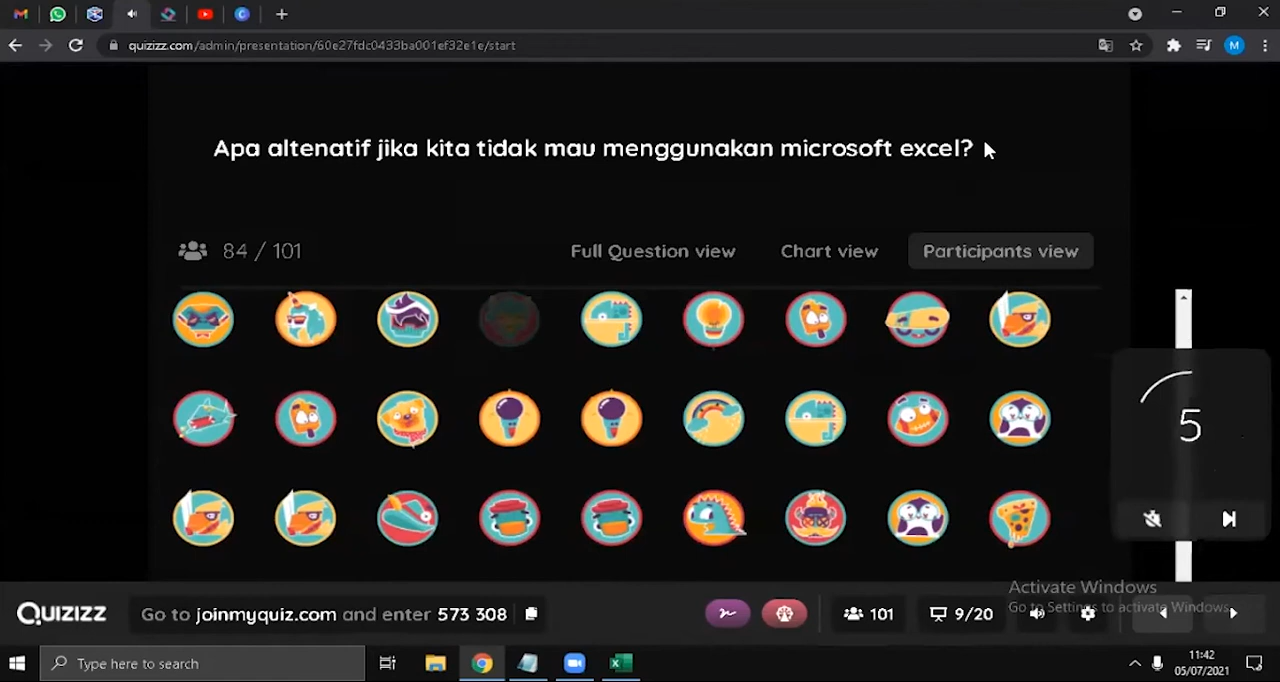 quizizz.com/admin/presentation/60e27fdc0433ba001ef32e1e/start
M
Apa altenatif jika kita tidak mau menggunakan microsoft excel?
84 / 101
Full Question view
Chart view
Participants view
5
Activate Windows
Go to Settings to activate Windows.
Quizizz
Go to joinmyquiz.com and enter 573 308
101
9/20
Type here to search
11:42
05/07/2021